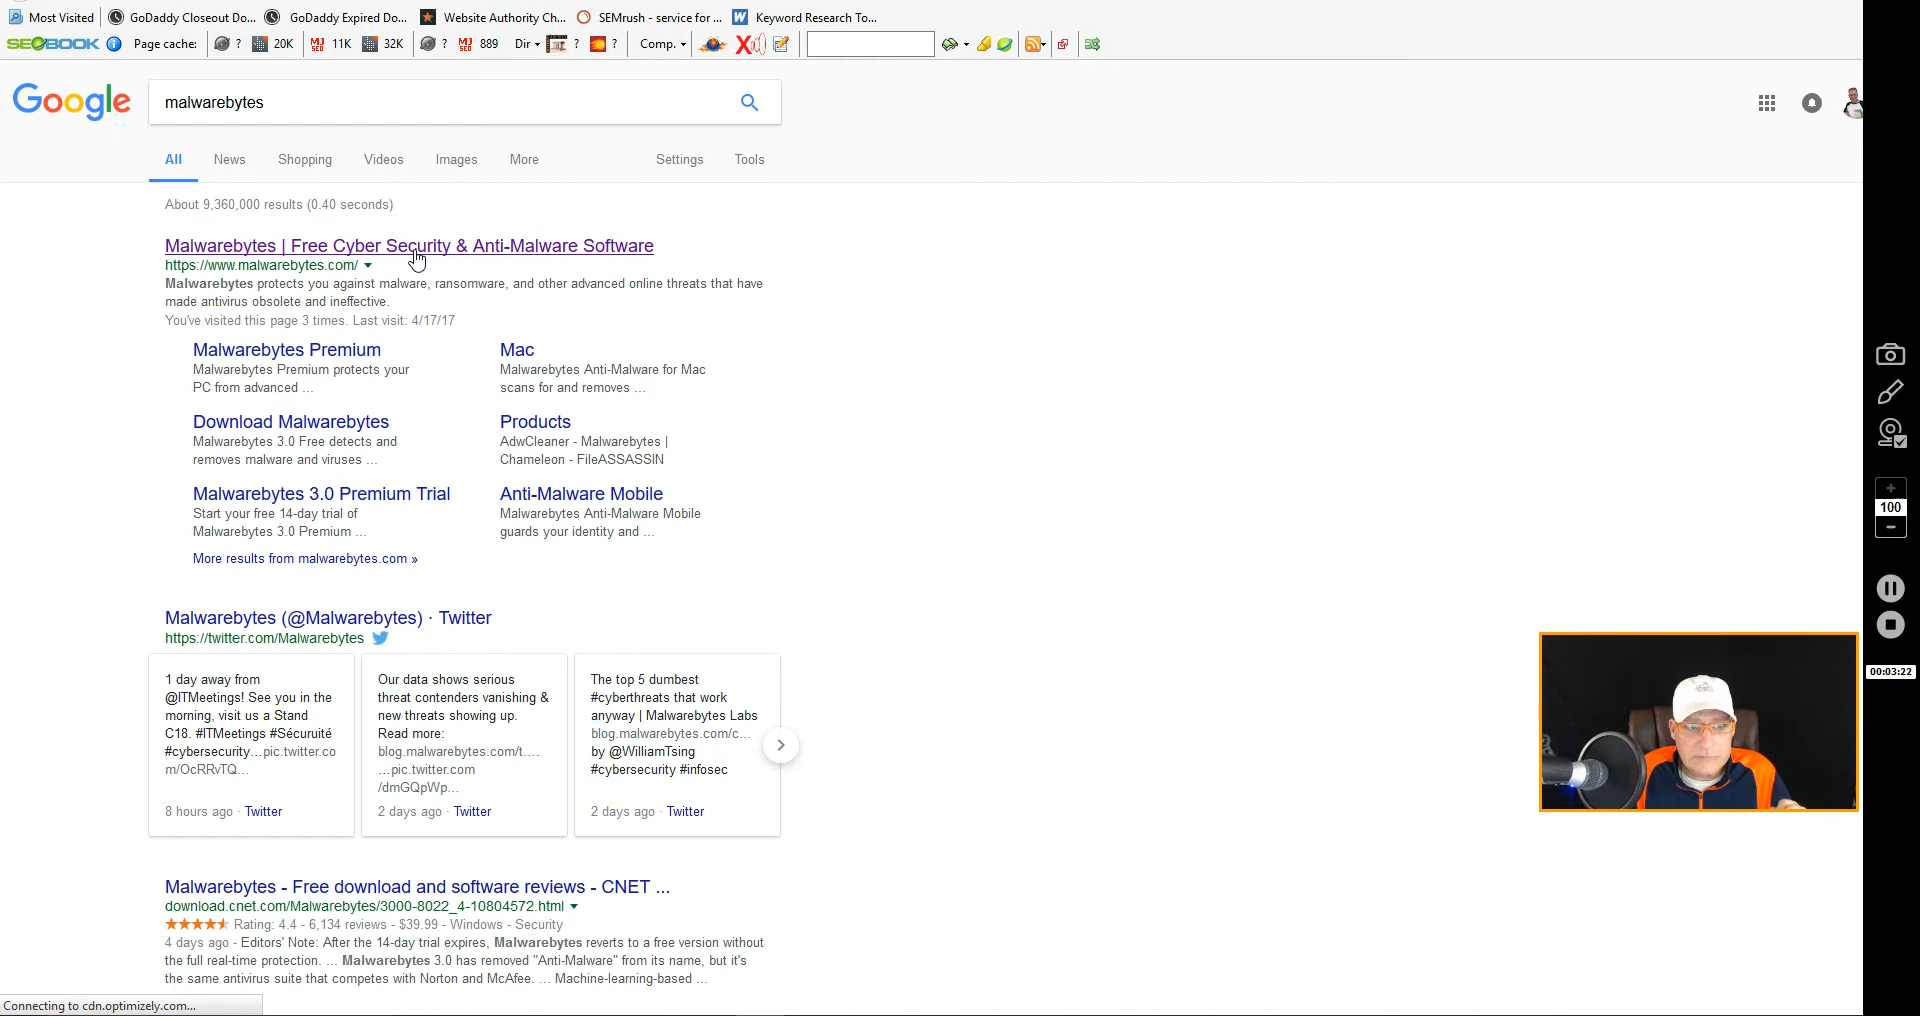 Most Visited GoDaddy Closeout Do... GoDaddy Expired Do... Website Authority Ch... SEMrush - service for ... Keyword Research To...
SEOBOOK Page cache: ? 20K MJ SEO 11K 32K ? MJ SEO 889 Dir ? ? Comp.
Google malwarebytes
All News Shopping Videos Images More Settings Tools
About 9,360,000 results (0.40 seconds)
Malwarebytes | Free Cyber Security & Anti-Malware Software
https://www.malwarebytes.com/
Malwarebytes protects you against malware, ransomware, and other advanced online threats that have
made antivirus obsolete and ineffective.
You've visited this page 3 times. Last visit: 4/17/17
Malwarebytes Premium
Malwarebytes Premium protects your
PC from advanced ...
Mac
Malwarebytes Anti-Malware for Mac
scans for and removes ...
Download Malwarebytes
Malwarebytes 3.0 Free detects and
removes malware and viruses ...
Products
AdwCleaner - Malwarebytes |
Chameleon - FileASSASSIN
Malwarebytes 3.0 Premium Trial
Start your free 14-day trial of
Malwarebytes 3.0 Premium ...
Anti-Malware Mobile
Malwarebytes Anti-Malware Mobile
guards your identity and ...
More results from malwarebytes.com »
Malwarebytes (@Malwarebytes) · Twitter
https://twitter.com/Malwarebytes
1 day away from
@ITMeetings! See you in the
morning, visit us a Stand
C18. #ITMeetings #Sécuruité
#cybersecurity...pic.twitter.co
m/OcRRvTQ...
8 hours ago · Twitter
Our data shows serious
threat contenders vanishing &
new threats showing up.
Read more:
blog.malwarebytes.com/t....
...pic.twitter.com
/dmGQpWp...
2 days ago · Twitter
The top 5 dumbest
#cyberthreats that work
anyway | Malwarebytes Labs
blog.malwarebytes.com/c...
by @WilliamTsing
#cybersecurity #infosec
2 days ago · Twitter
Malwarebytes - Free download and software reviews - CNET ...
download.cnet.com/Malwarebytes/3000-8022_4-10804572.html
Rating: 4.4 - 6,134 reviews - $39.99 - Windows - Security
4 days ago - Editors' Note: After the 14-day trial expires, Malwarebytes reverts to a free version without
the full real-time protection. ... Malwarebytes 3.0 has removed "Anti-Malware" from its name, but it's
the same antivirus suite that competes with Norton and McAfee. ... Machine-learning-based ...
Connecting to cdn.optimizely.com...
100
00:03:22